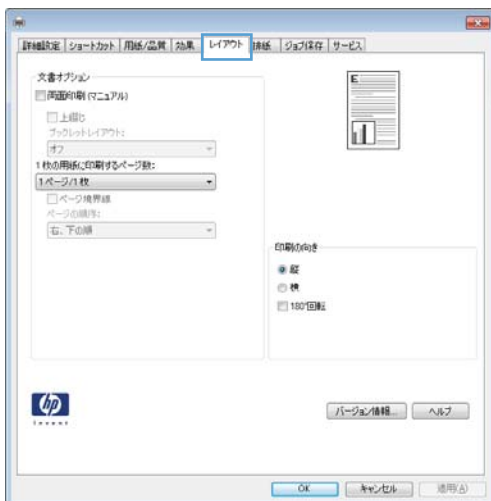 詳細設定 ショートカット 用紙/品質 効果 レイアウト 排紙 ジョブ保存 サービス
文書オプション
両面印刷(マニュアル)
上綴じ
ブックレットレイアウト:
オフ
1枚の用紙に印刷するページ数:
1ページ/1枚
ページ境界線
ページの順序:
右、下の順
E
印刷の向き
縦
横
180°回転
hp
invent
バージョン情報... ヘルプ
OK キャンセル 適用(A)